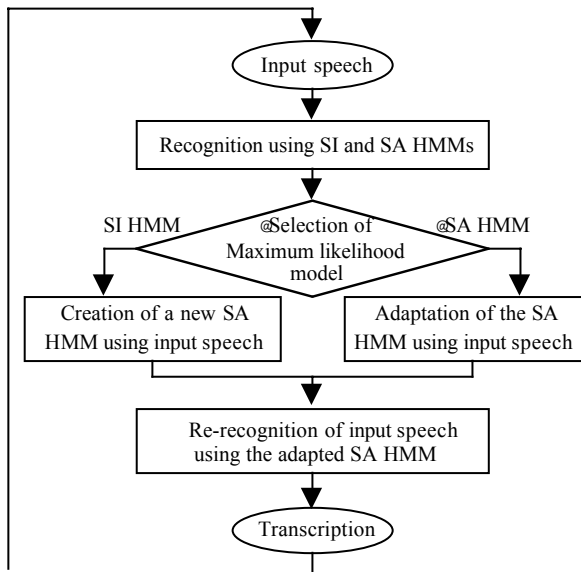 Input speech
Recognition using SI and SA HMMs
SI HMM
@Selection of
Maximum likelihood
model
@SA HMM
Creation of a new SA
HMM using input speech
Adaptation of the SA
HMM using input speech
Re-recognition of input speech
using the adapted SA HMM
Transcription